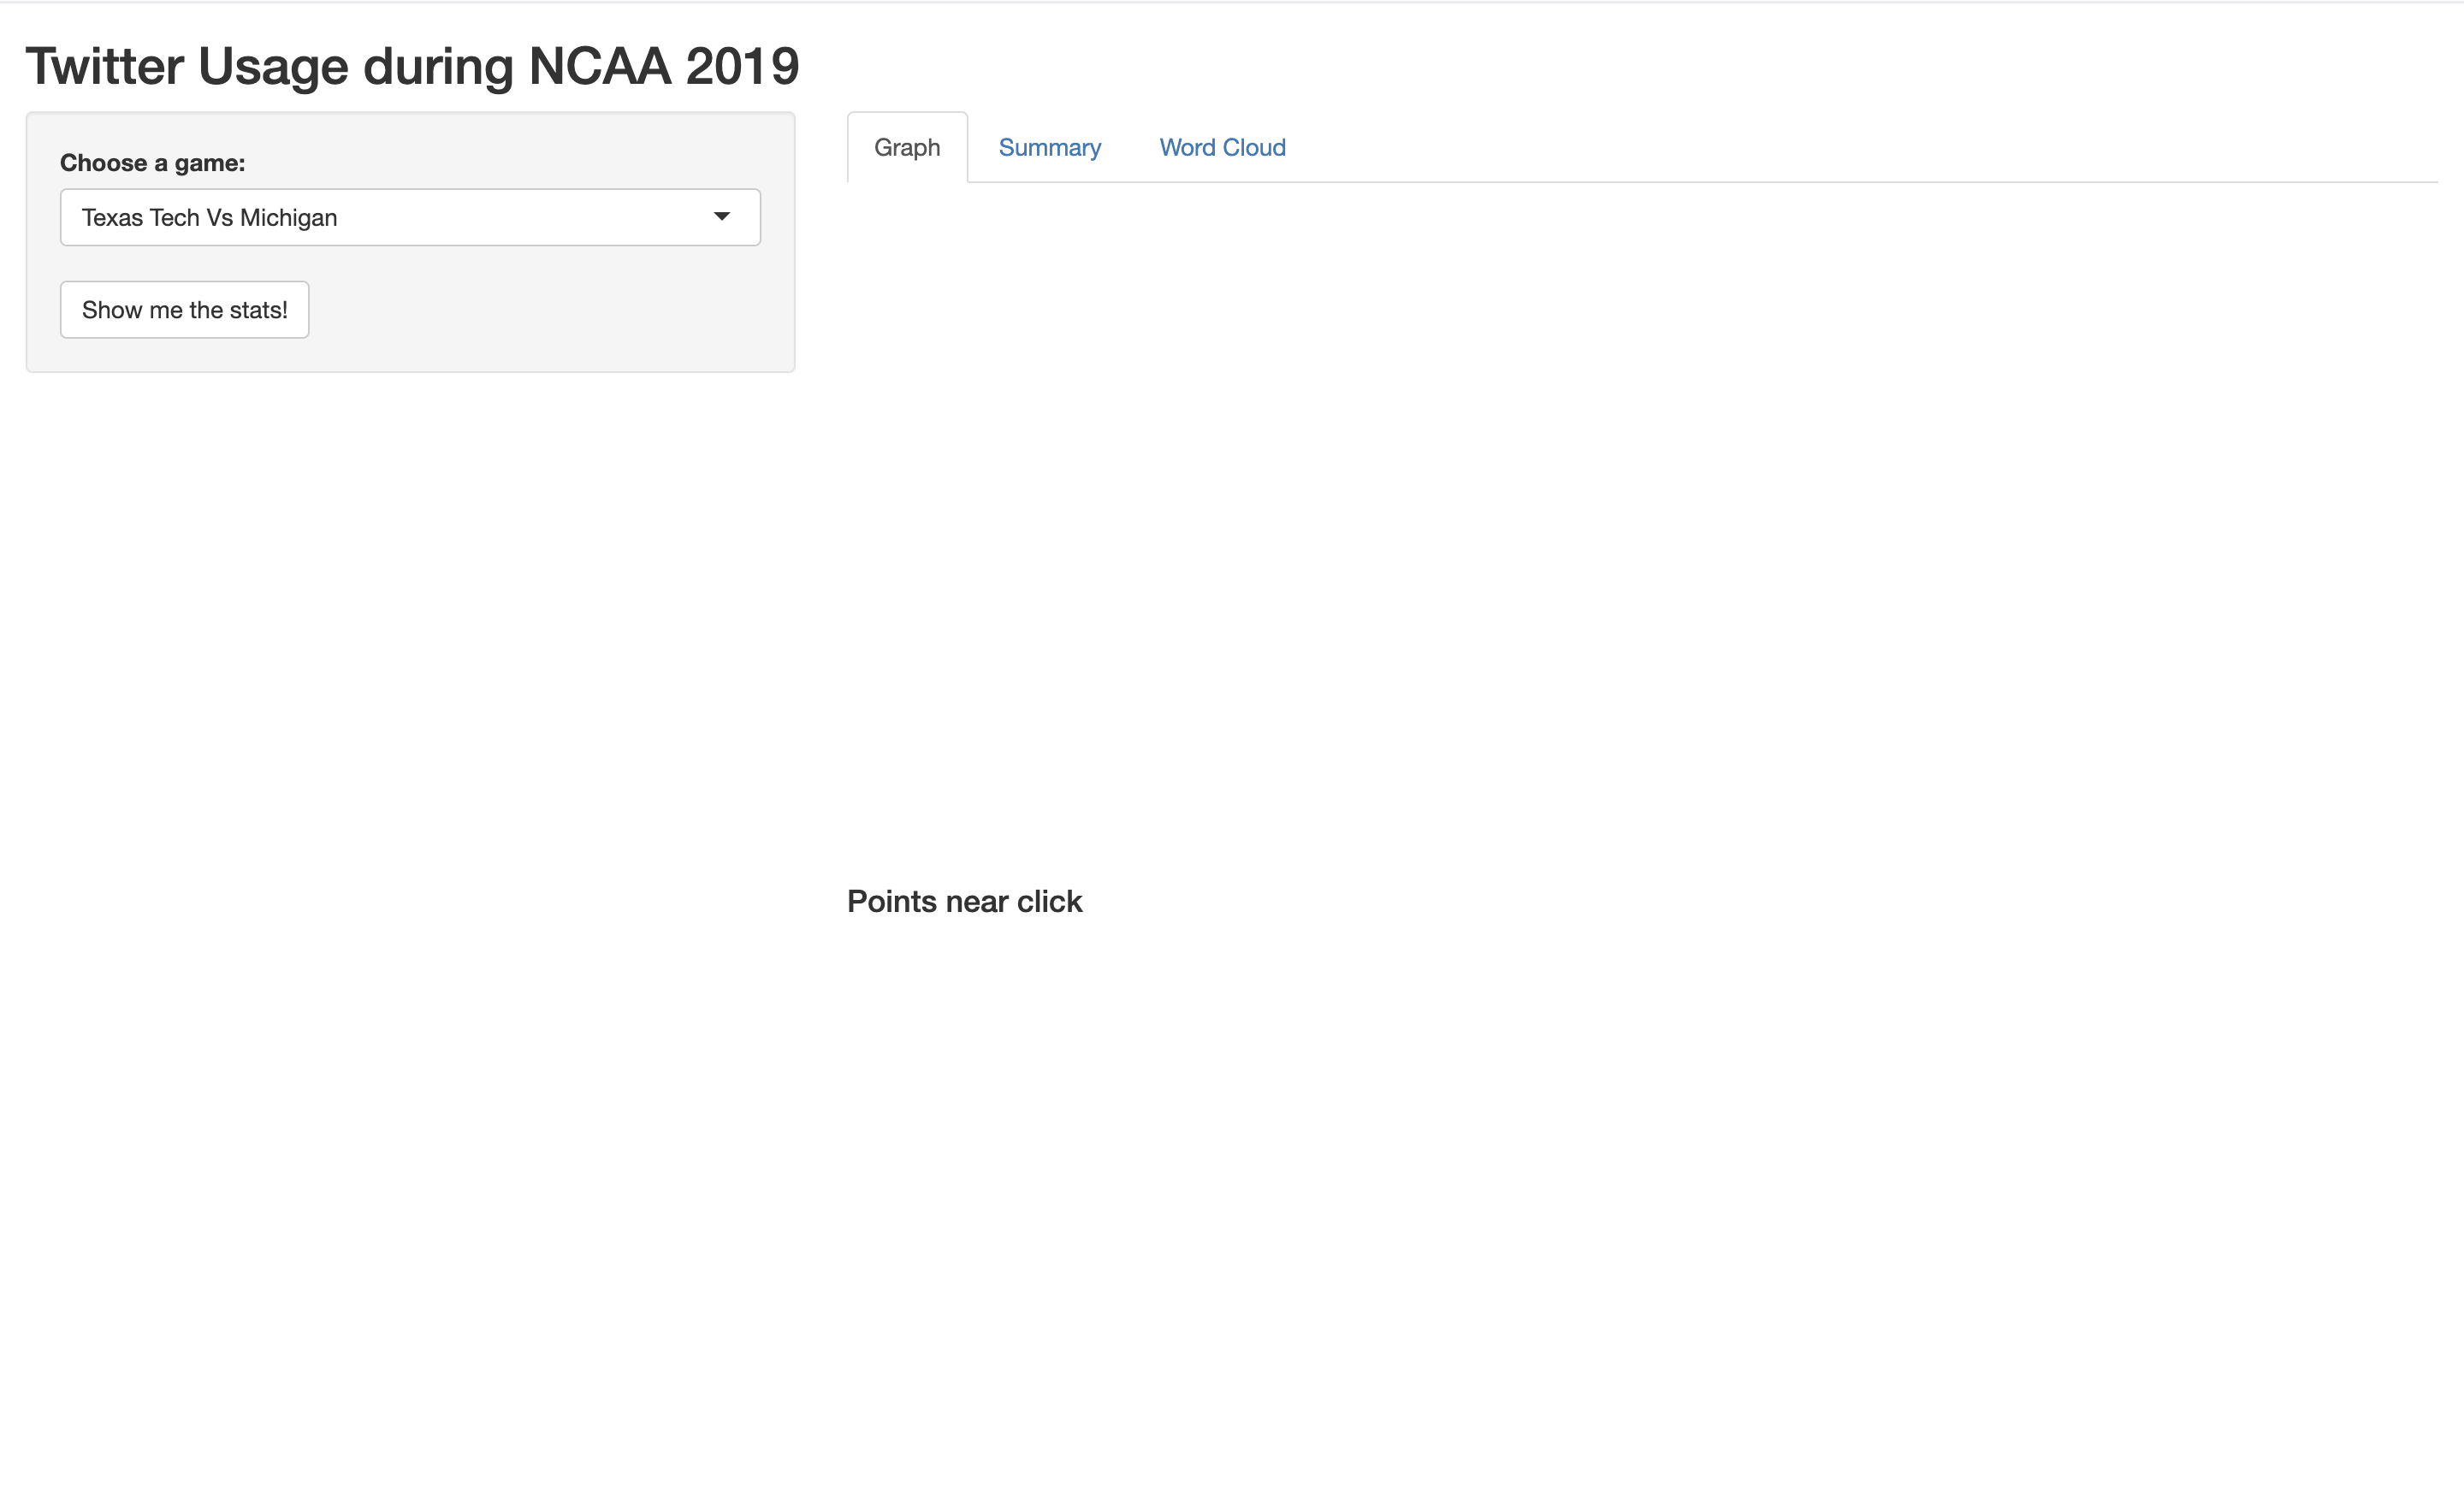 Twitter Usage during NCAA 2019
Choose a game:
Texas Tech Vs Michigan
Show me the stats!
Graph
Summary
Word Cloud
Points near click